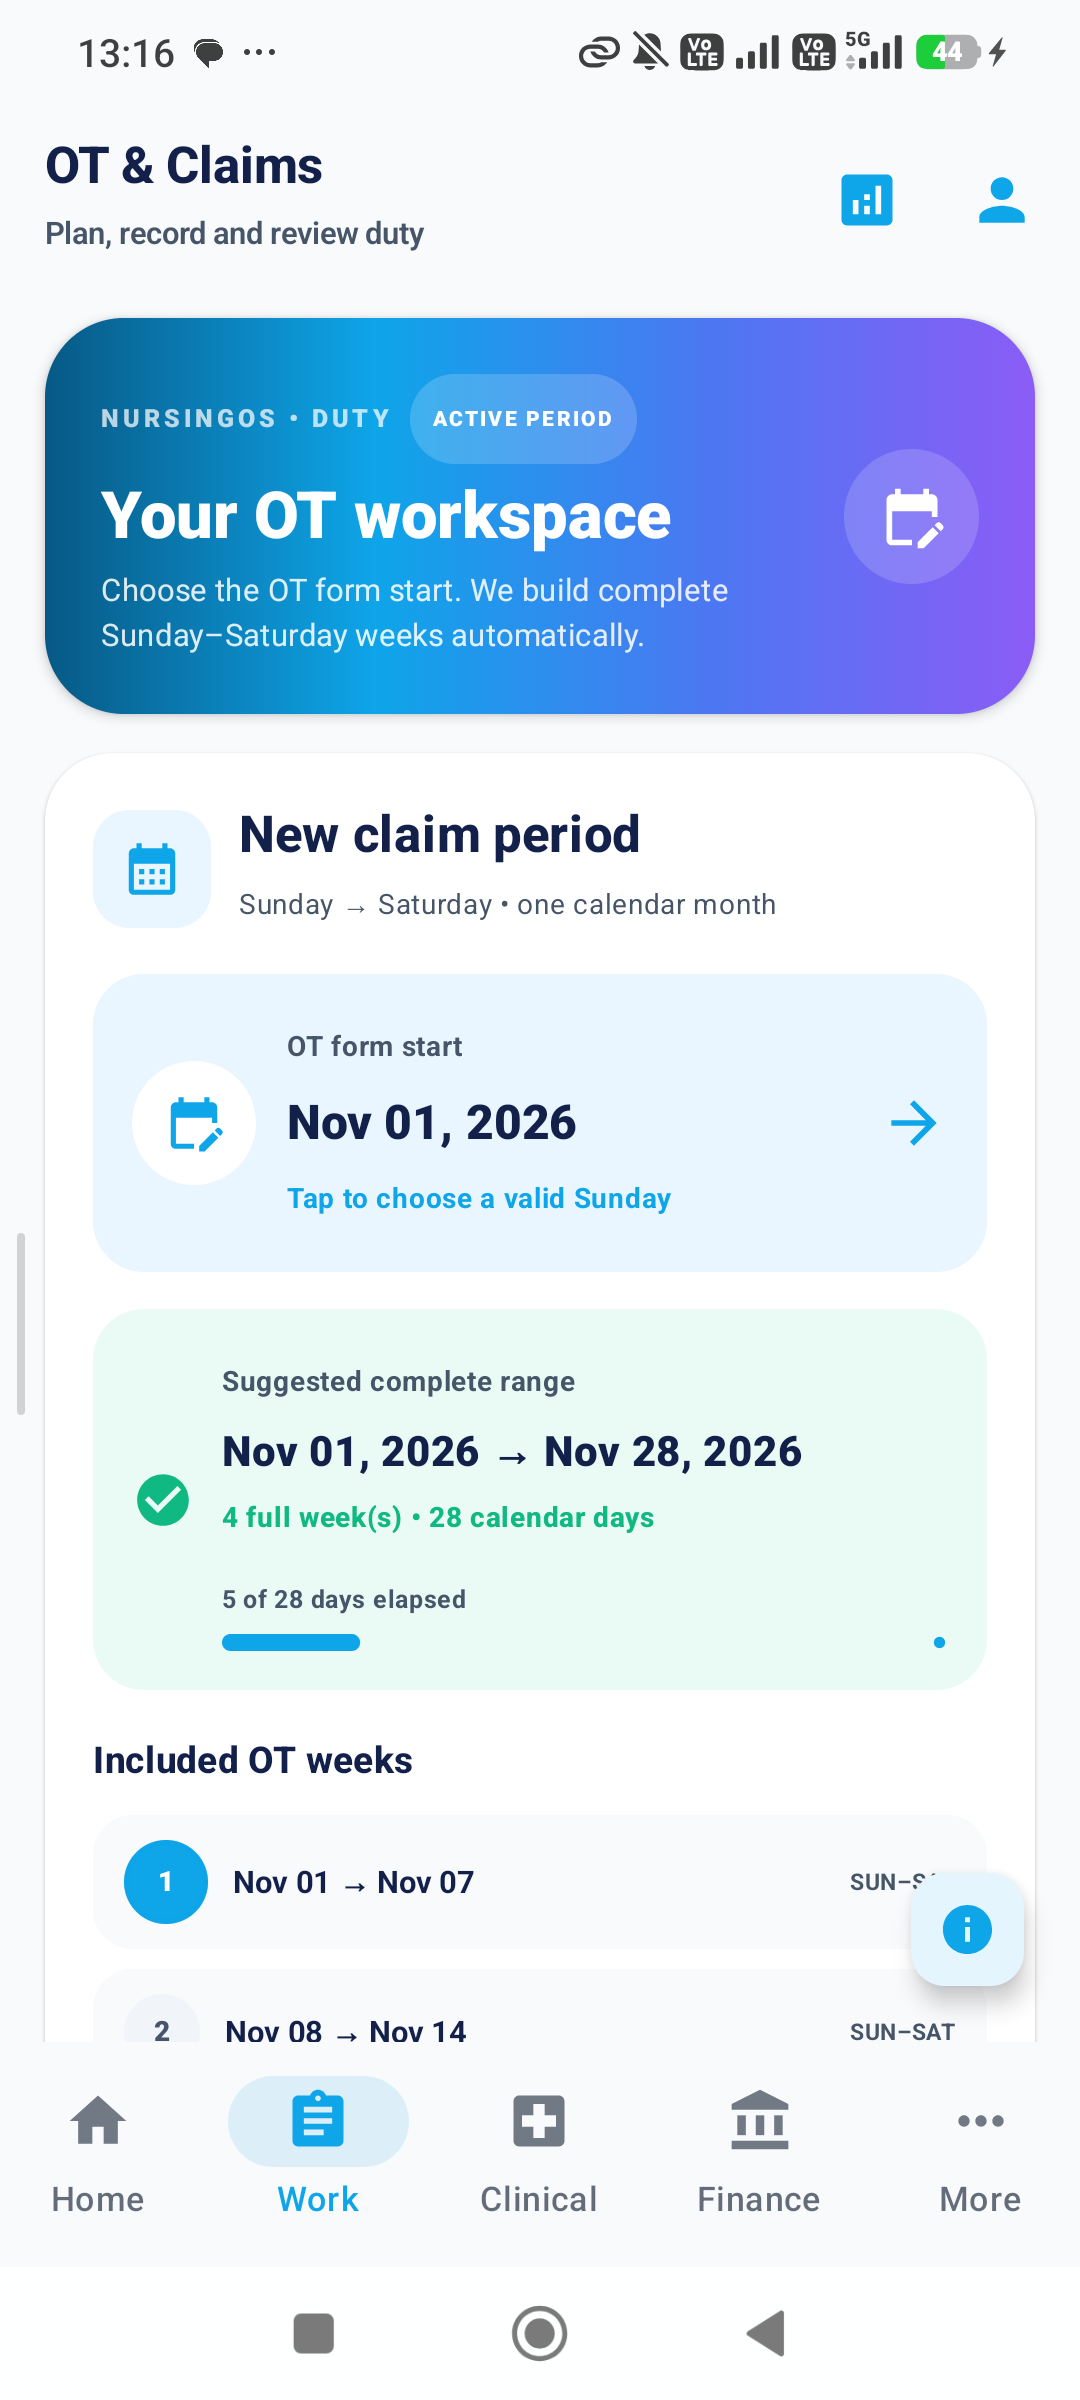 13:16
Vo LTE
Vo LTE
5G
44
OT & Claims
Plan, record and review duty
NURSINGOS • DUTY
ACTIVE PERIOD
Your OT workspace
Choose the OT form start. We build complete
Sunday–Saturday weeks automatically.
New claim period
Sunday → Saturday • one calendar month
OT form start
Nov 01, 2026
Tap to choose a valid Sunday
Suggested complete range
Nov 01, 2026 → Nov 28, 2026
4 full week(s) • 28 calendar days
5 of 28 days elapsed
Included OT weeks
1
Nov 01 → Nov 07
2
Nov 08 → Nov 14
SUN–SAT
Home
Work
Clinical
Finance
More